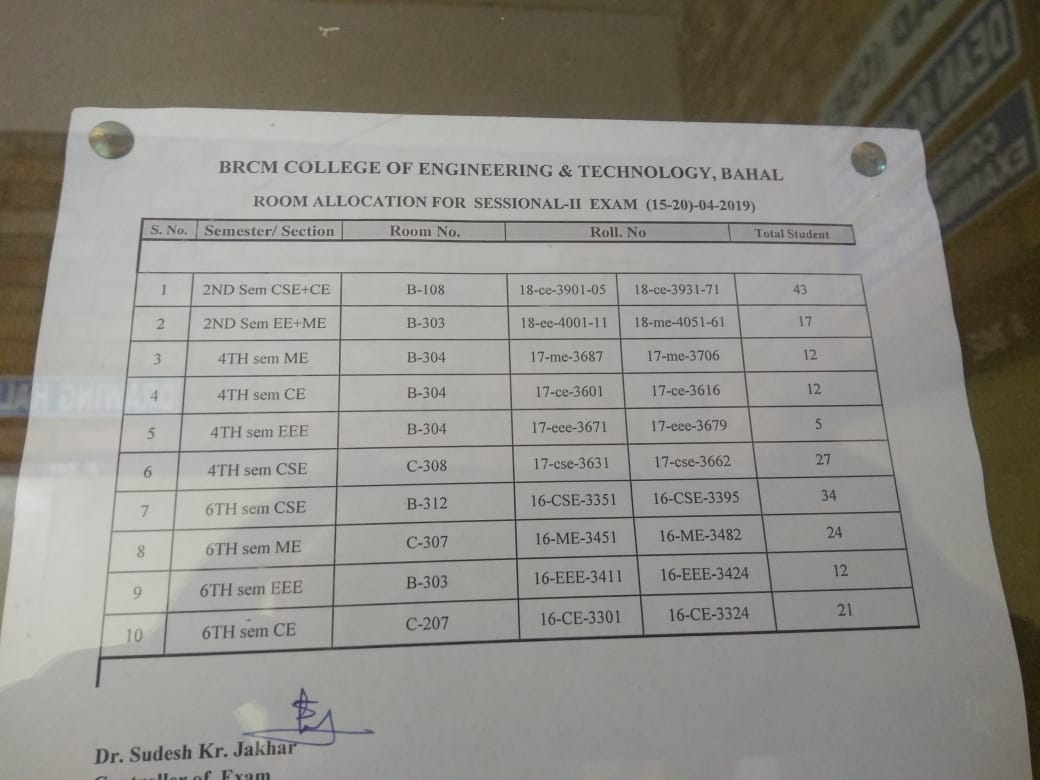 BRCM COLLEGE OF ENGINEERING & TECHNOLOGY, BAHAL
ROOM ALLOCATION FOR SESSIONAL-II EXAM (15-20)-04-2019)
S. No. Semester/ Section Room No. Roll. No Total Student
1 2ND Sem CSE+CE B-108 18-ce-3901-05 18-ce-3931-71 43
2 2ND Sem EE+ME B-303 18-ee-4001-11 18-me-4051-61 17
3 4TH sem ME B-304 17-me-3687 17-me-3706 12
4 4TH sem CE B-304 17-ce-3601 17-ce-3616 12
5 4TH sem EEE B-304 17-eee-3671 17-eee-3679 5
6 4TH sem CSE C-308 17-cse-3631 17-cse-3662 27
7 6TH sem CSE B-312 16-CSE-3351 16-CSE-3395 34
8 6TH sem ME C-307 16-ME-3451 16-ME-3482 24
9 6TH sem EEE B-303 16-EEE-3411 16-EEE-3424 12
10 6TH sem CE C-207 16-CE-3301 16-CE-3324 21
Dr. Sudesh Kr. Jakhar
Controller of Exam